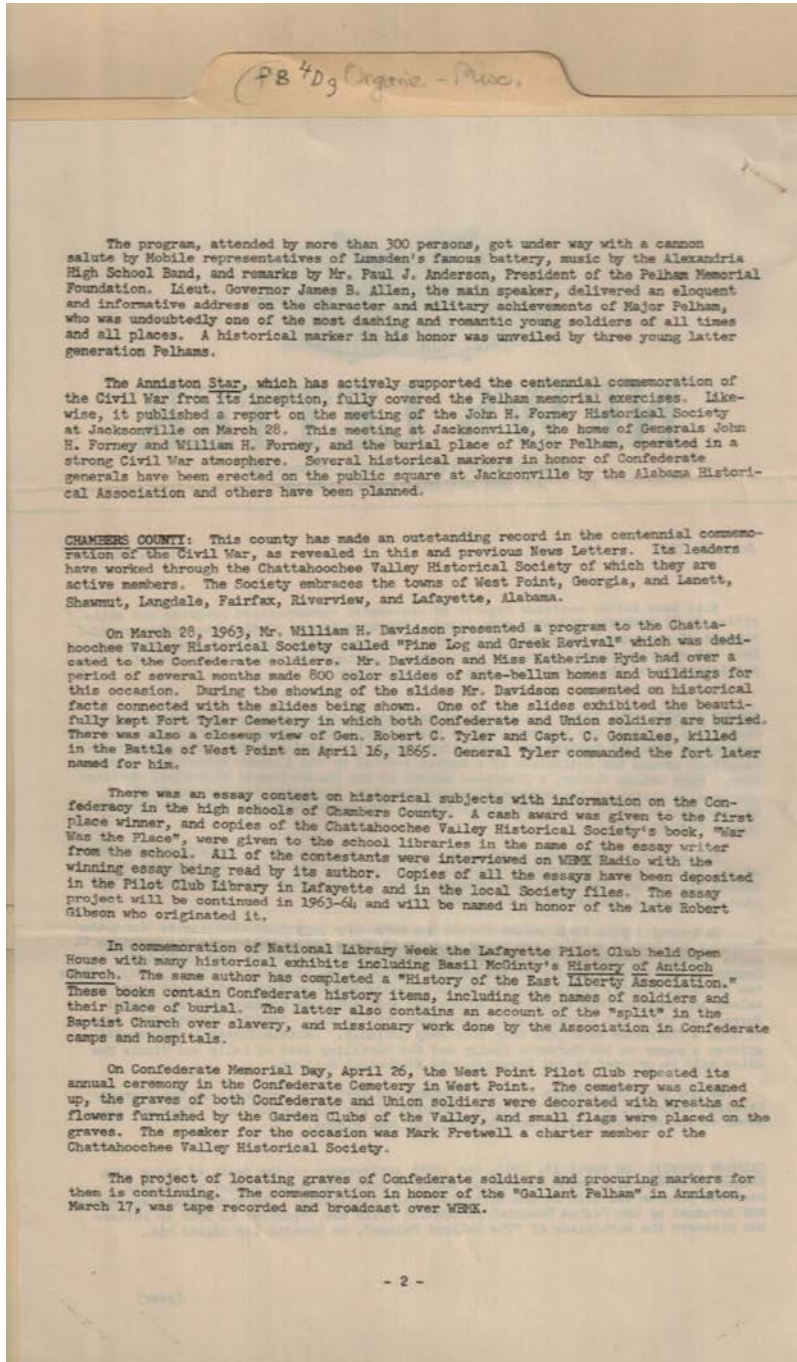 (f8 4Dg Organiz - Misc.
The program, attended by more than 300 persons, got under way with a cannon
salute by Mobile representatives of Lumsden's famous battery, music by the Alexandria
High School Band, and remarks by Mr. Paul J. Anderson, President of the Pelham Memorial
Foundation. Lieut. Governor James B. Allen, the main speaker, delivered an eloquent
and informative address on the character and military achievements of Major Pelham,
who was undoubtedly one of the most dashing and romantic young soldiers of all times
and all places. A historical marker in his honor was unveiled by three young latter
generation Pelhams.
The Anniston Star, which has actively supported the centennial commemoration of
the Civil War from its inception, fully covered the Pelham memorial exercises. Like-
wise, it published a report on the meeting of the John H. Forney Historical Society
at Jacksonville on March 28. This meeting at Jacksonville, the home of Generals John
H. Forney and William H. Forney, and the burial place of Major Pelham, operated in a
strong Civil War atmosphere. Several historical markers in honor of Confederate
generals have been erected on the public square at Jacksonville by the Alabama Histori-
cal Association and others have been planned.
CHAMBERS COUNTY: This county has made an outstanding record in the centennial commemo-
ration of the Civil War, as revealed in this and previous News Letters. Its leaders
have worked through the Chattahoochee Valley Historical Society of which they are
active members. The Society embraces the towns of West Point, Georgia, and Lanett,
Shawmut, Langdale, Fairfax, Riverview, and Lafayette, Alabama.
On March 28, 1963, Mr. William H. Davidson presented a program to the Chatta-
hoochee Valley Historical Society called "Pine Log and Greek Revival" which was dedi-
cated to the Confederate soldiers. Mr. Davidson and Miss Katherine Hyde had over a
period of several months made 800 color slides of ante-bellum homes and buildings for
this occasion. During the showing of the slides Mr. Davidson commented on historical
facts connected with the slides being shown. One of the slides exhibited the beauti-
fully kept Fort Tyler Cemetery in which both Confederate and Union soldiers are buried.
There was also a closeup view of Gen. Robert C. Tyler and Capt. C. Gonzales, killed
in the Battle of West Point on April 16, 1865. General Tyler commanded the fort later
named for him.
There was an essay contest on historical subjects with information on the Con-
federacy in the high schools of Chambers County. A cash award was given to the first
place winner, and copies of the Chattahoochee Valley Historical Society's book, "War
Was the Place", were given to the school libraries in the name of the essay writer
from the school. All of the contestants were interviewed on WBMK Radio with the
winning essay being read by its author. Copies of all the essays have been deposited
in the Pilot Club Library in Lafayette and in the local Society files. The essay
project will be continued in 1963-64 and will be named in honor of the late Robert
Gibson who originated it.
In commemoration of National Library Week the Lafayette Pilot Club held Open
House with many historical exhibits including Basil McGinty's History of Antioch
Church. The same author has completed a "History of the East Liberty Association."
These books contain Confederate history items, including the names of soldiers and
their place of burial. The latter also contains an account of the "split" in the
Baptist Church over slavery, and missionary work done by the Association in Confederate
camps and hospitals.
On Confederate Memorial Day, April 26, the West Point Pilot Club repeated its
annual ceremony in the Confederate Cemetery in West Point. The cemetery was cleaned
up, the graves of both Confederate and Union soldiers were decorated with wreaths of
flowers furnished by the Garden Clubs of the Valley, and small flags were placed on the
graves. The speaker for the occasion was Mark Fretwell a charter member of the
Chattahoochee Valley Historical Society.
The project of locating graves of Confederate soldiers and procuring markers for
them is continuing. The commemoration in honor of the "Gallant Pelham" in Anniston,
March 17, was tape recorded and broadcast over WBMK.
- 2 -